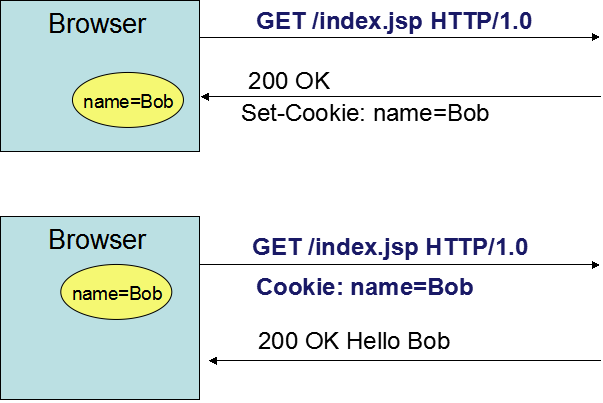 Browser
GET /index.jsp HTTP/1.0
200 OK
name=Bob
Set-Cookie: name=Bob
Browser
GET /index.jsp HTTP/1.0
name=Bob
Cookie: name=Bob
200 OK Hello Bob